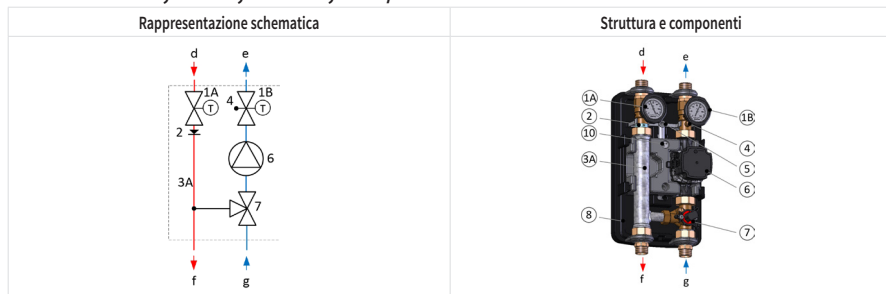 Rappresentazione schematica
Struttura e componenti
d
e
1A
1B
T
4
T
2
6
3A
7
f
g
d
e
1A
1B
2
10
4
3A
5
6
8
7
f
g